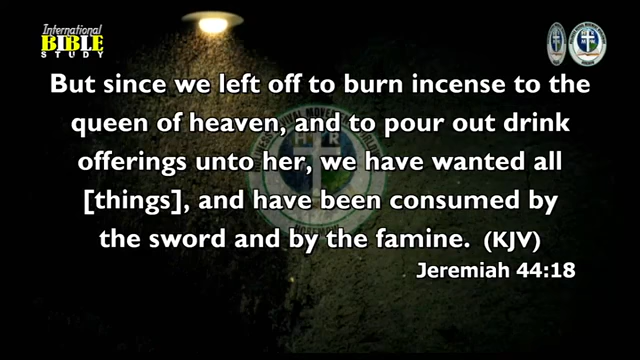 International
BIBLE
STUDY
But since we left off to burn incense to the
queen of heaven, and to pour out drink
offerings unto her, we have wanted all
[things], and have been consumed by
the sword and by the famine. (KJV)
Jeremiah 44:18